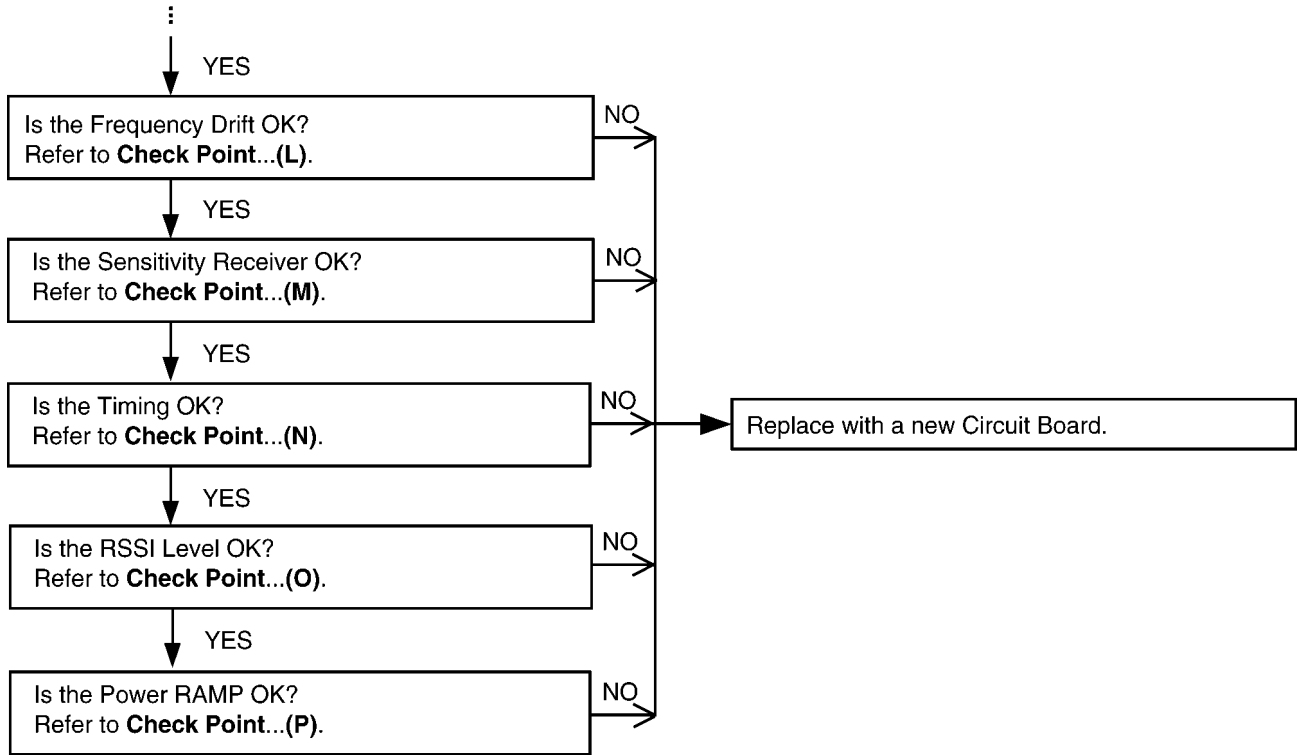 ⋮
YES
Is the Frequency Drift OK?
Refer to Check Point...(L).
NO
YES
Is the Sensitivity Receiver OK?
Refer to Check Point...(M).
NO
YES
Is the Timing OK?
Refer to Check Point...(N).
NO
Replace with a new Circuit Board.
YES
Is the RSSI Level OK?
Refer to Check Point...(O).
NO
YES
Is the Power RAMP OK?
Refer to Check Point...(P).
NO